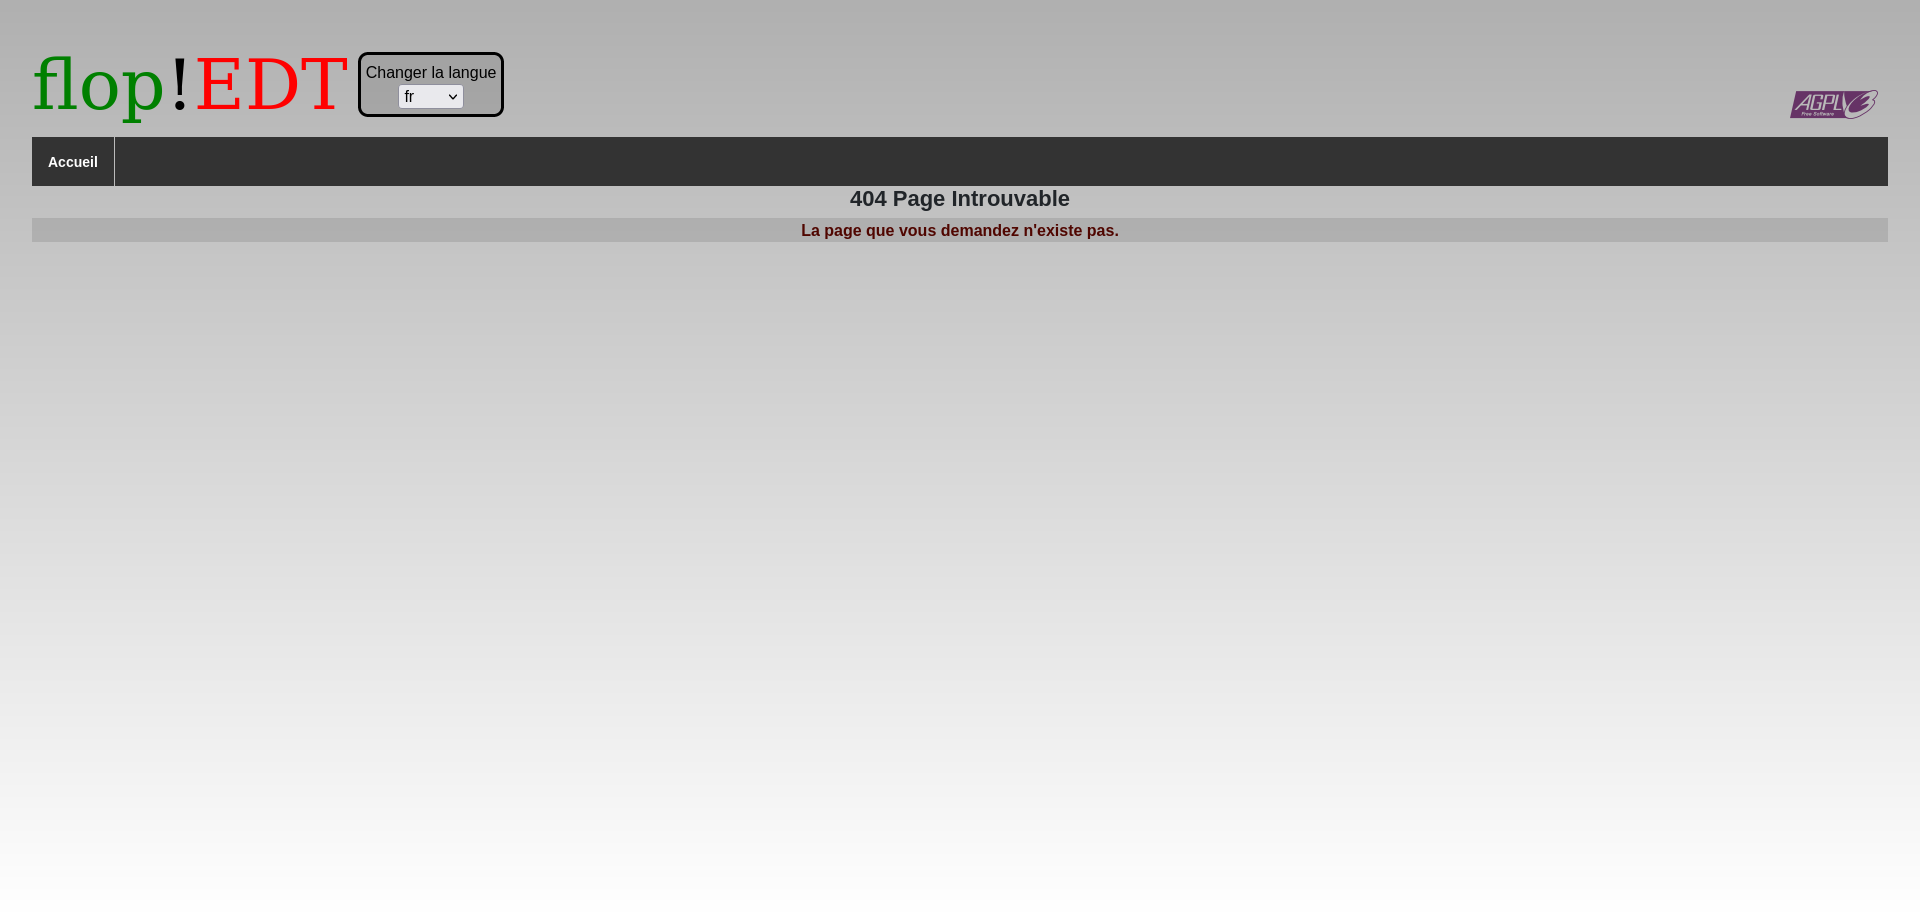 flop!EDT
Changer la langue
fr
AGPLv3
Free Software
Accueil
404 Page Introuvable
La page que vous demandez n'existe pas.